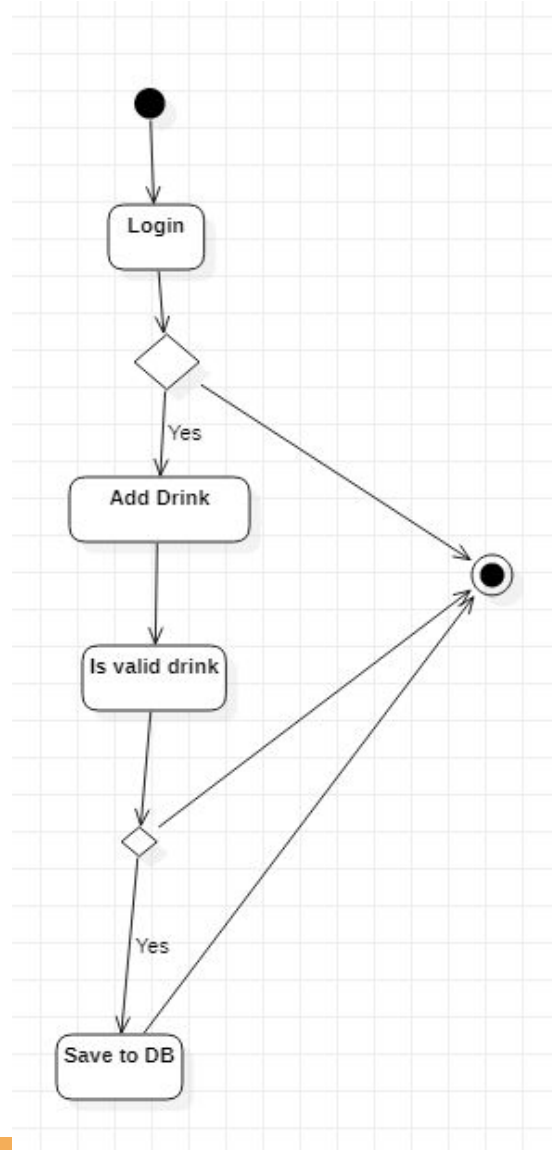 Login
Yes
Add Drink
Is valid drink
Yes
Save to DB